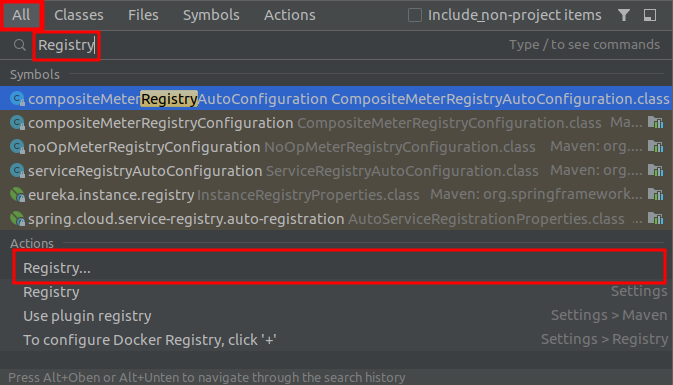 All Classes Files Symbols Actions Include non-project items
Registry Type / to see commands
Symbols
compositeMeterRegistryAutoConfiguration CompositeMeterRegistryAutoConfiguration.class
compositeMeterRegistryConfiguration CompositeMeterRegistryConfiguration.class Ma...
noOpMeterRegistryConfiguration NoOpMeterRegistryConfiguration.class Maven: org....
serviceRegistryAutoConfiguration ServiceRegistryAutoConfiguration.class Maven: org....
eureka.instance.registry InstanceRegistryProperties.class Maven: org.springframework...
spring.cloud.service-registry.auto-registration AutoServiceRegistrationProperties.class ...
Actions
Registry...
Registry Settings
Use plugin registry Settings > Maven
To configure Docker Registry, click '+' Settings > Registry
Press Alt+Oben or Alt+Unten to navigate through the search history